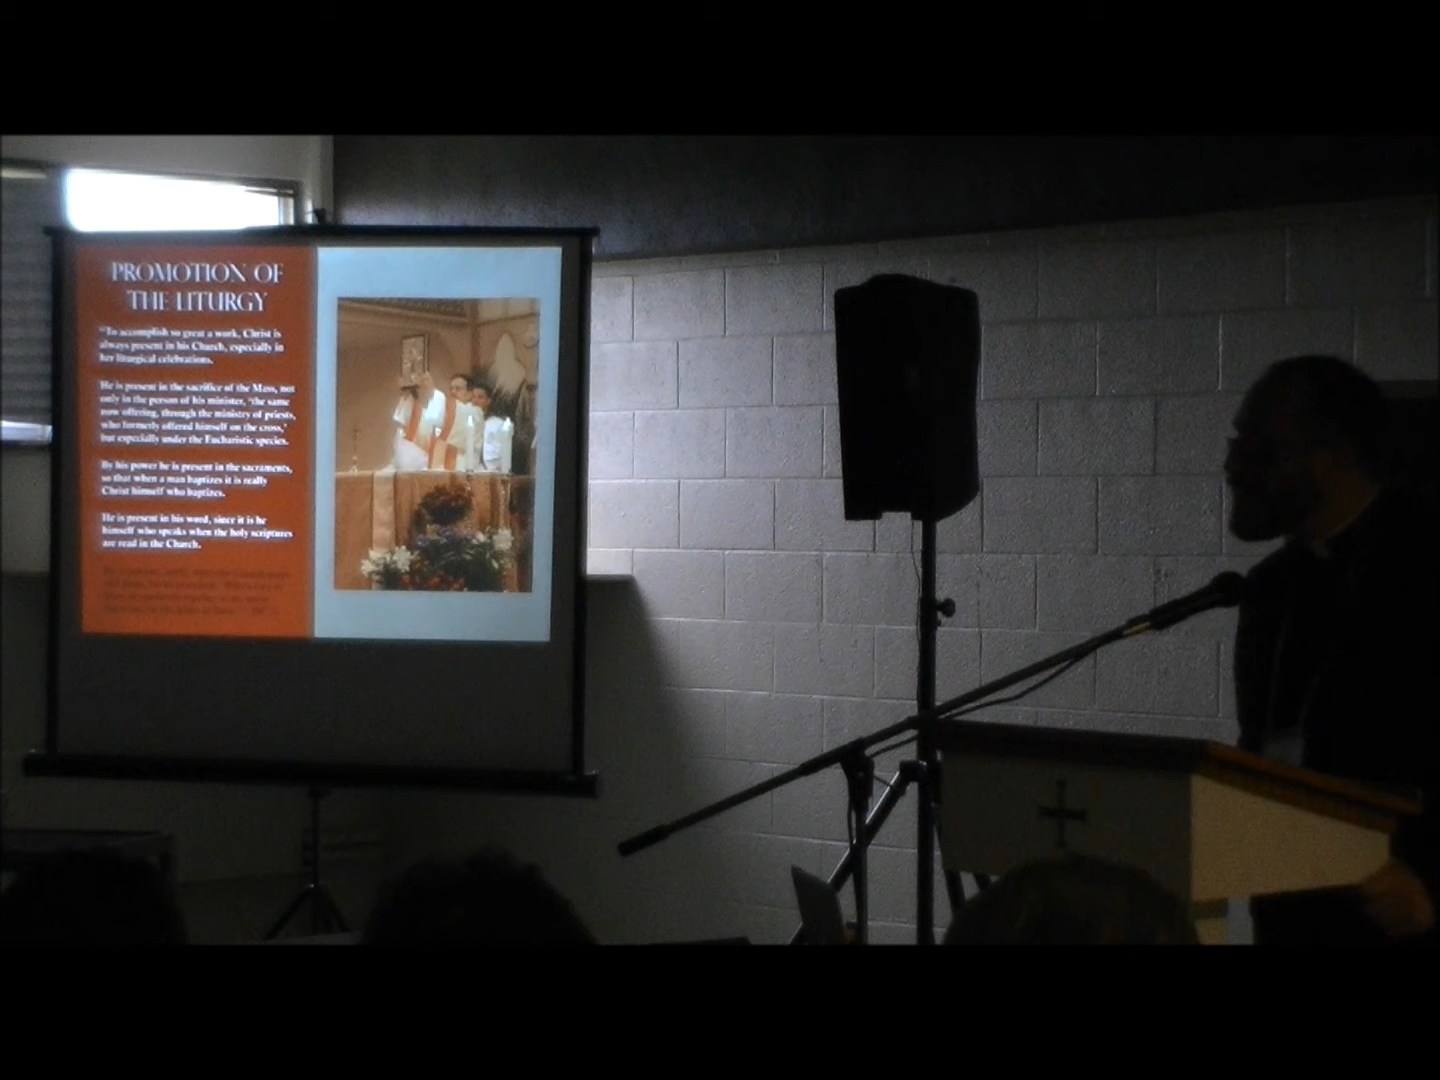 PROMOTION OF
THE LITURGY
"To accomplish so great a work, Christ is
always present in his Church, especially in
her liturgical celebrations.
He is present in the sacrifice of the Mass, not
only in the person of his minister, 'the same
now offering, through the ministry of priests,
who formerly offered himself on the cross,'
but especially under the Eucharistic species.
By his power he is present in the sacraments,
so that when a man baptizes it is really
Christ himself who baptizes.
He is present in his word, since it is he
himself who speaks when the holy scriptures
are read in the Church.